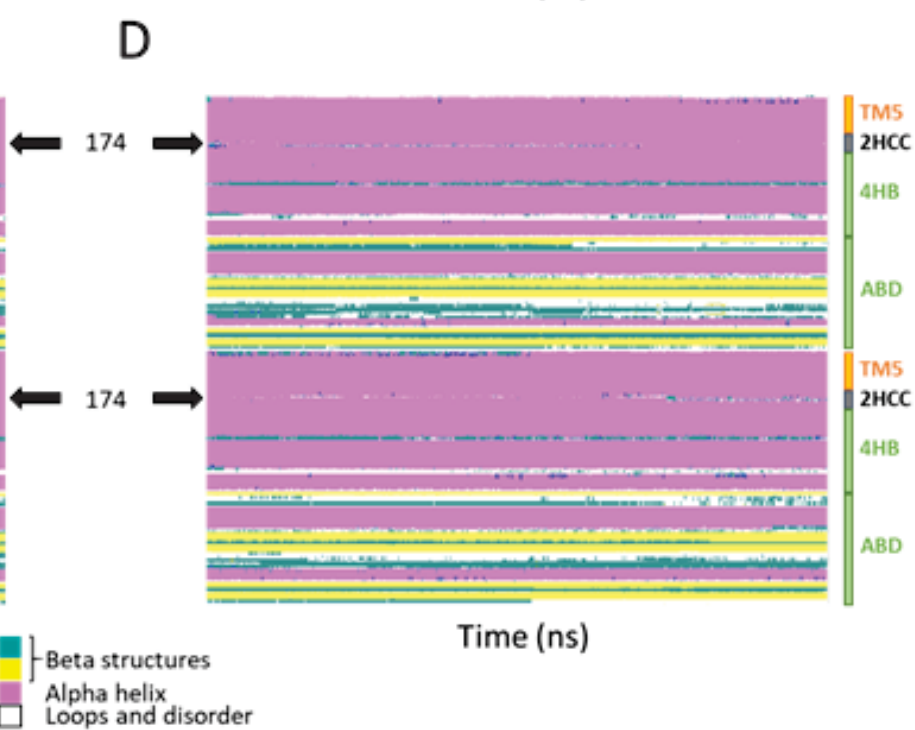 D
174
TM5
2HCC
4HB
ABD
174
TM5
2HCC
4HB
ABD
Time (ns)
Beta structures
Alpha helix
Loops and disorder